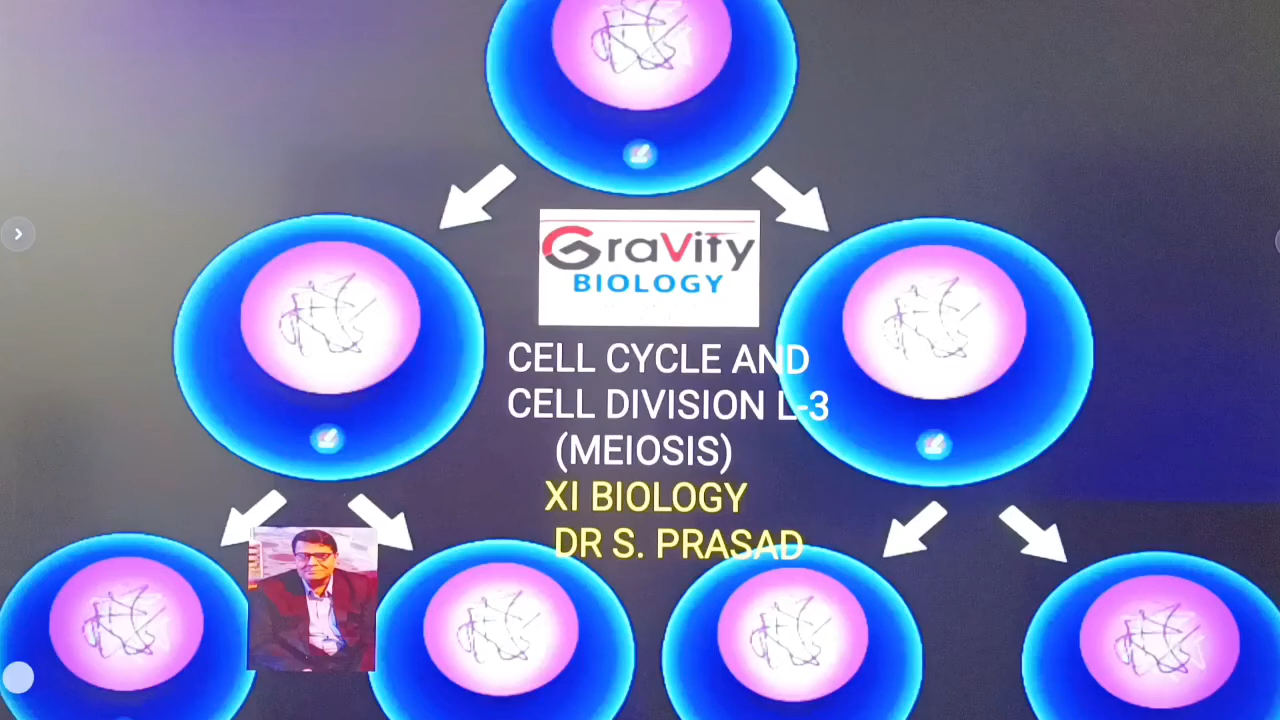 GraVity
BIOLOGY
CELL CYCLE AND
CELL DIVISION L-3
(MEIOSIS)
XI BIOLOGY
DR S. PRASAD